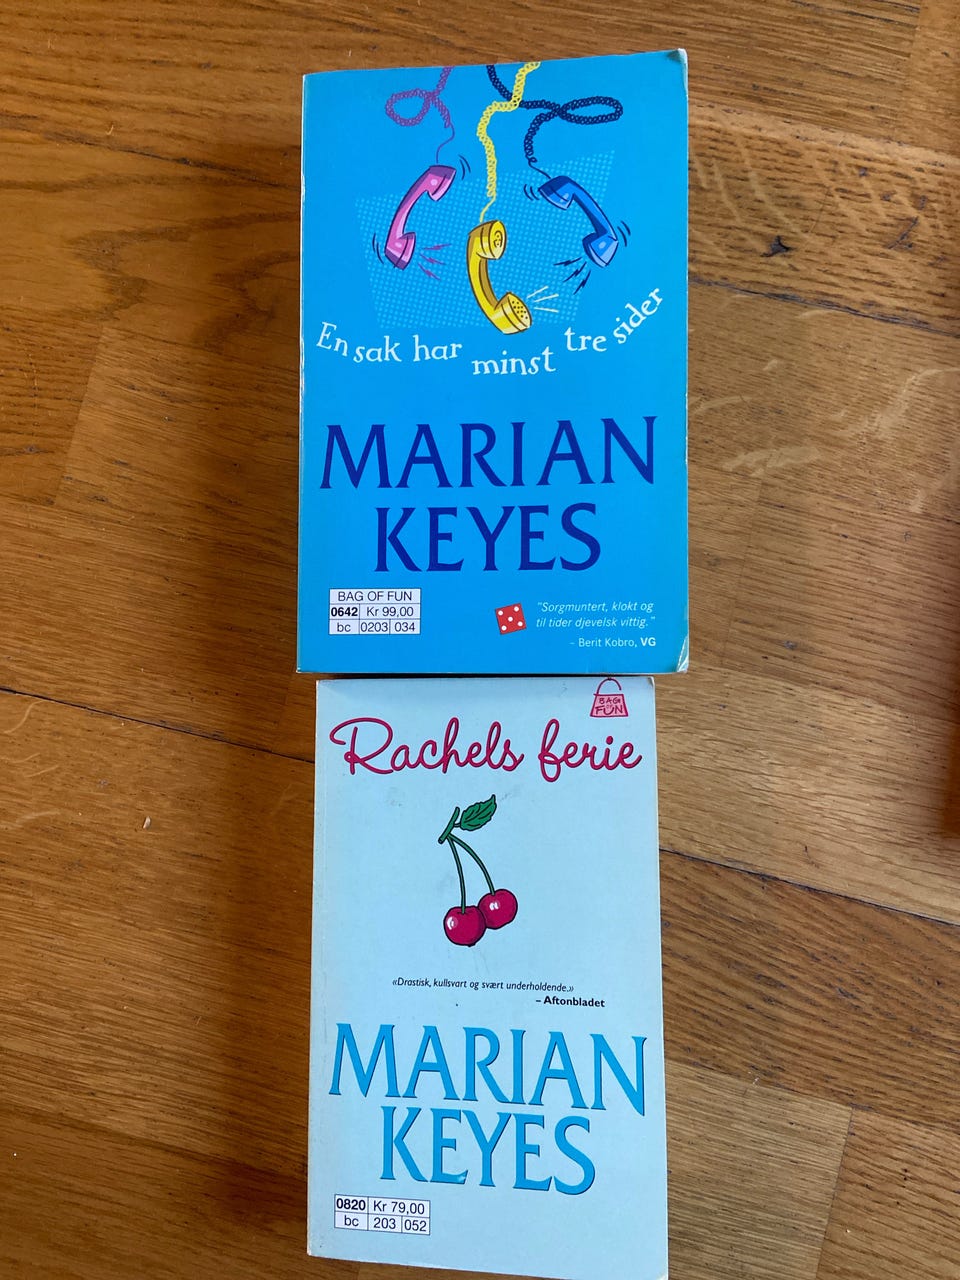 En sak har minst tre sider
MARIAN
KEYES
BAG OF FUN
0642 Kr 99,00
bc 0203 034
"Sorgmuntert, klokt og
til tider djevelsk vittig."
- Berit Kobro, VG
BAG
OF
FUN
Rachels ferie
«Drastisk, kullsvart og svært underholdende.»
– Aftonbladet
MARIAN
KEYES
0820 Kr 79,00
bc 203 052